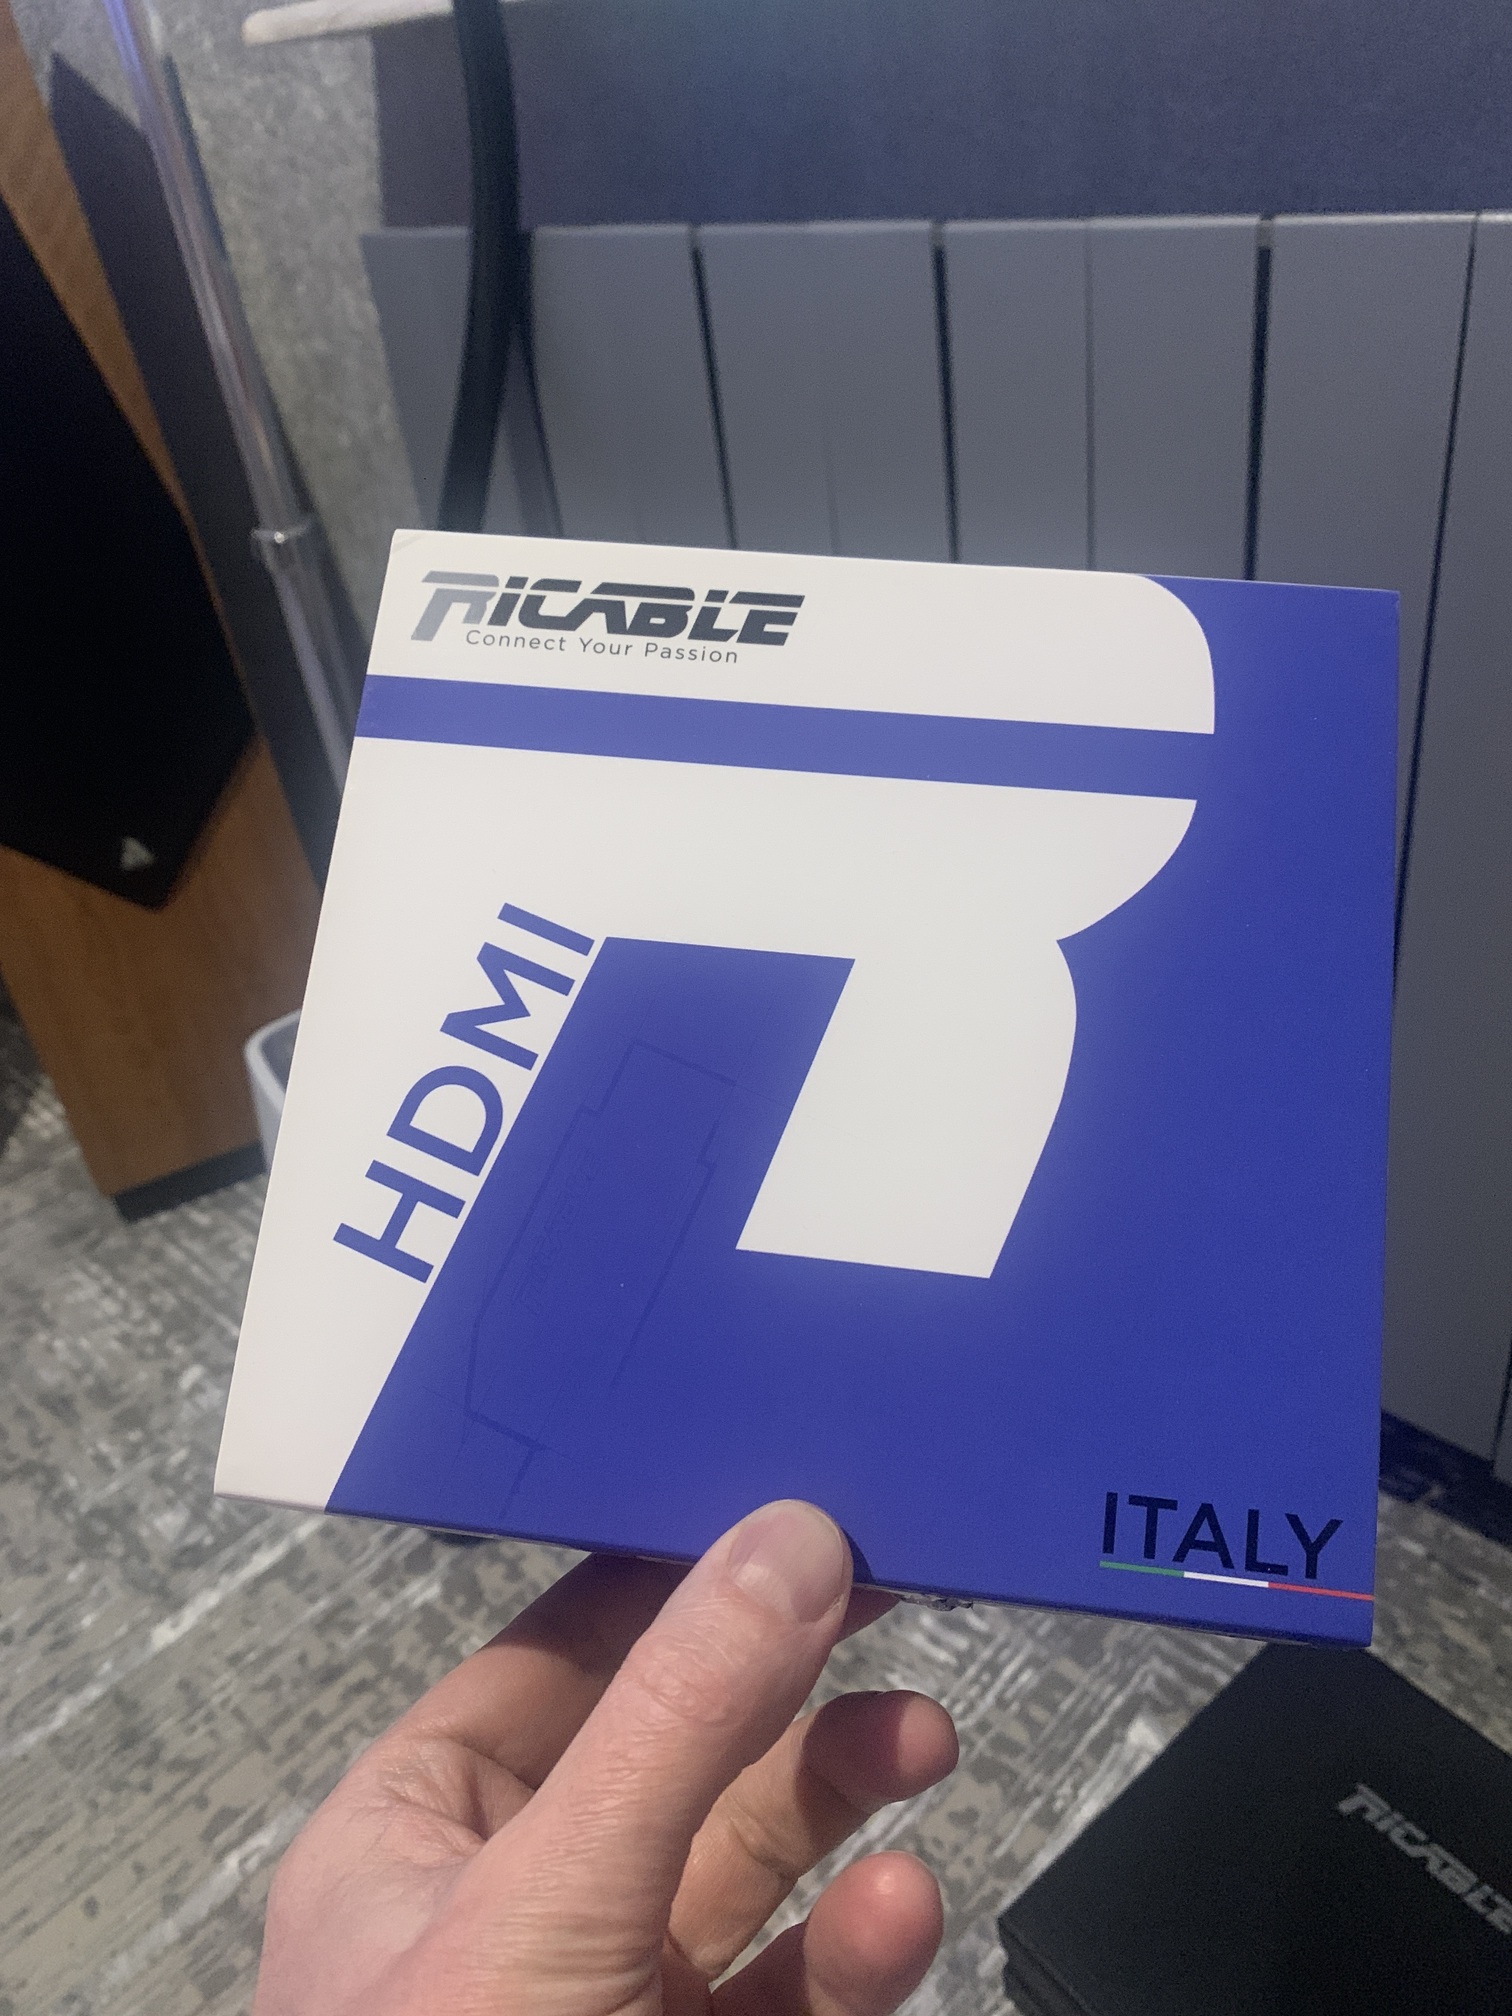 RICABLE
Connect Your Passion
HDMI
ITALY
RICABLE